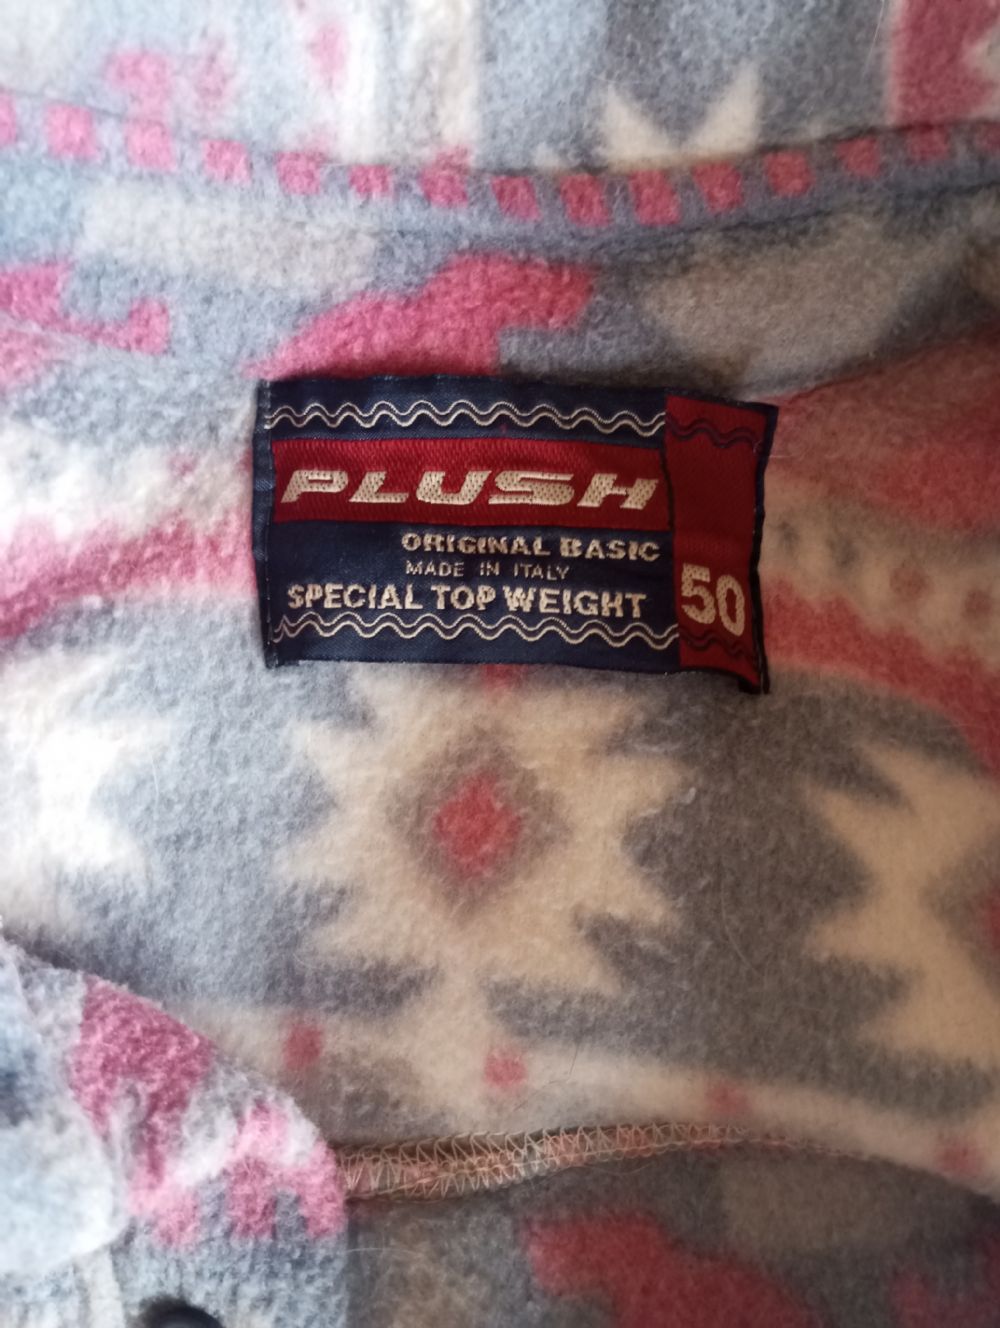 PLUSH
ORIGINAL BASIC
MADE IN ITALY
SPECIAL TOP WEIGHT
50